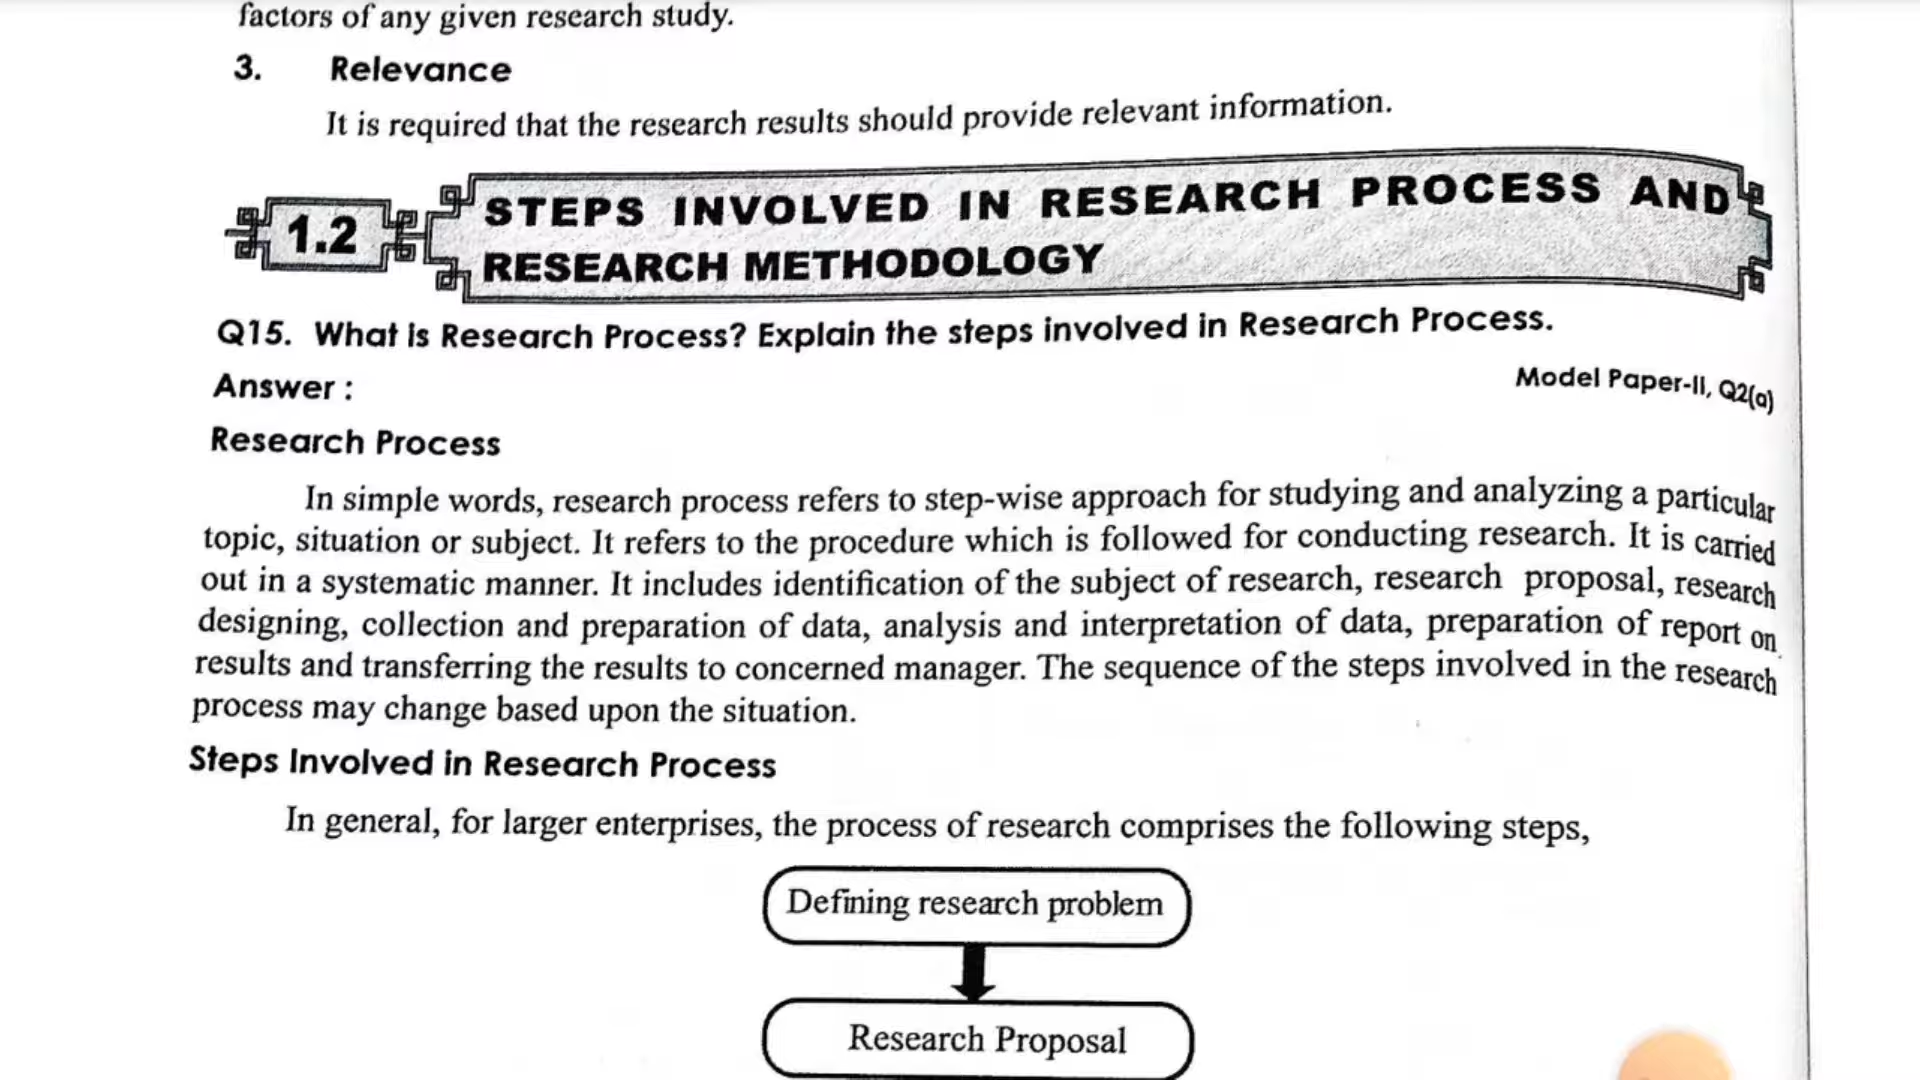 factors of any given research study.
3. Relevance
It is required that the research results should provide relevant information.
1.2 STEPS INVOLVED IN RESEARCH PROCESS AND
RESEARCH METHODOLOGY
Q15. What is Research Process? Explain the steps involved in Research Process.
Answer : Model Paper-II, Q2(a)
Research Process
In simple words, research process refers to step-wise approach for studying and analyzing a particular
topic, situation or subject. It refers to the procedure which is followed for conducting research. It is carried
out in a systematic manner. It includes identification of the subject of research, research proposal, research
designing, collection and preparation of data, analysis and interpretation of data, preparation of report on
results and transferring the results to concerned manager. The sequence of the steps involved in the research
process may change based upon the situation.
Steps Involved in Research Process
In general, for larger enterprises, the process of research comprises the following steps,
Defining research problem
Research Proposal